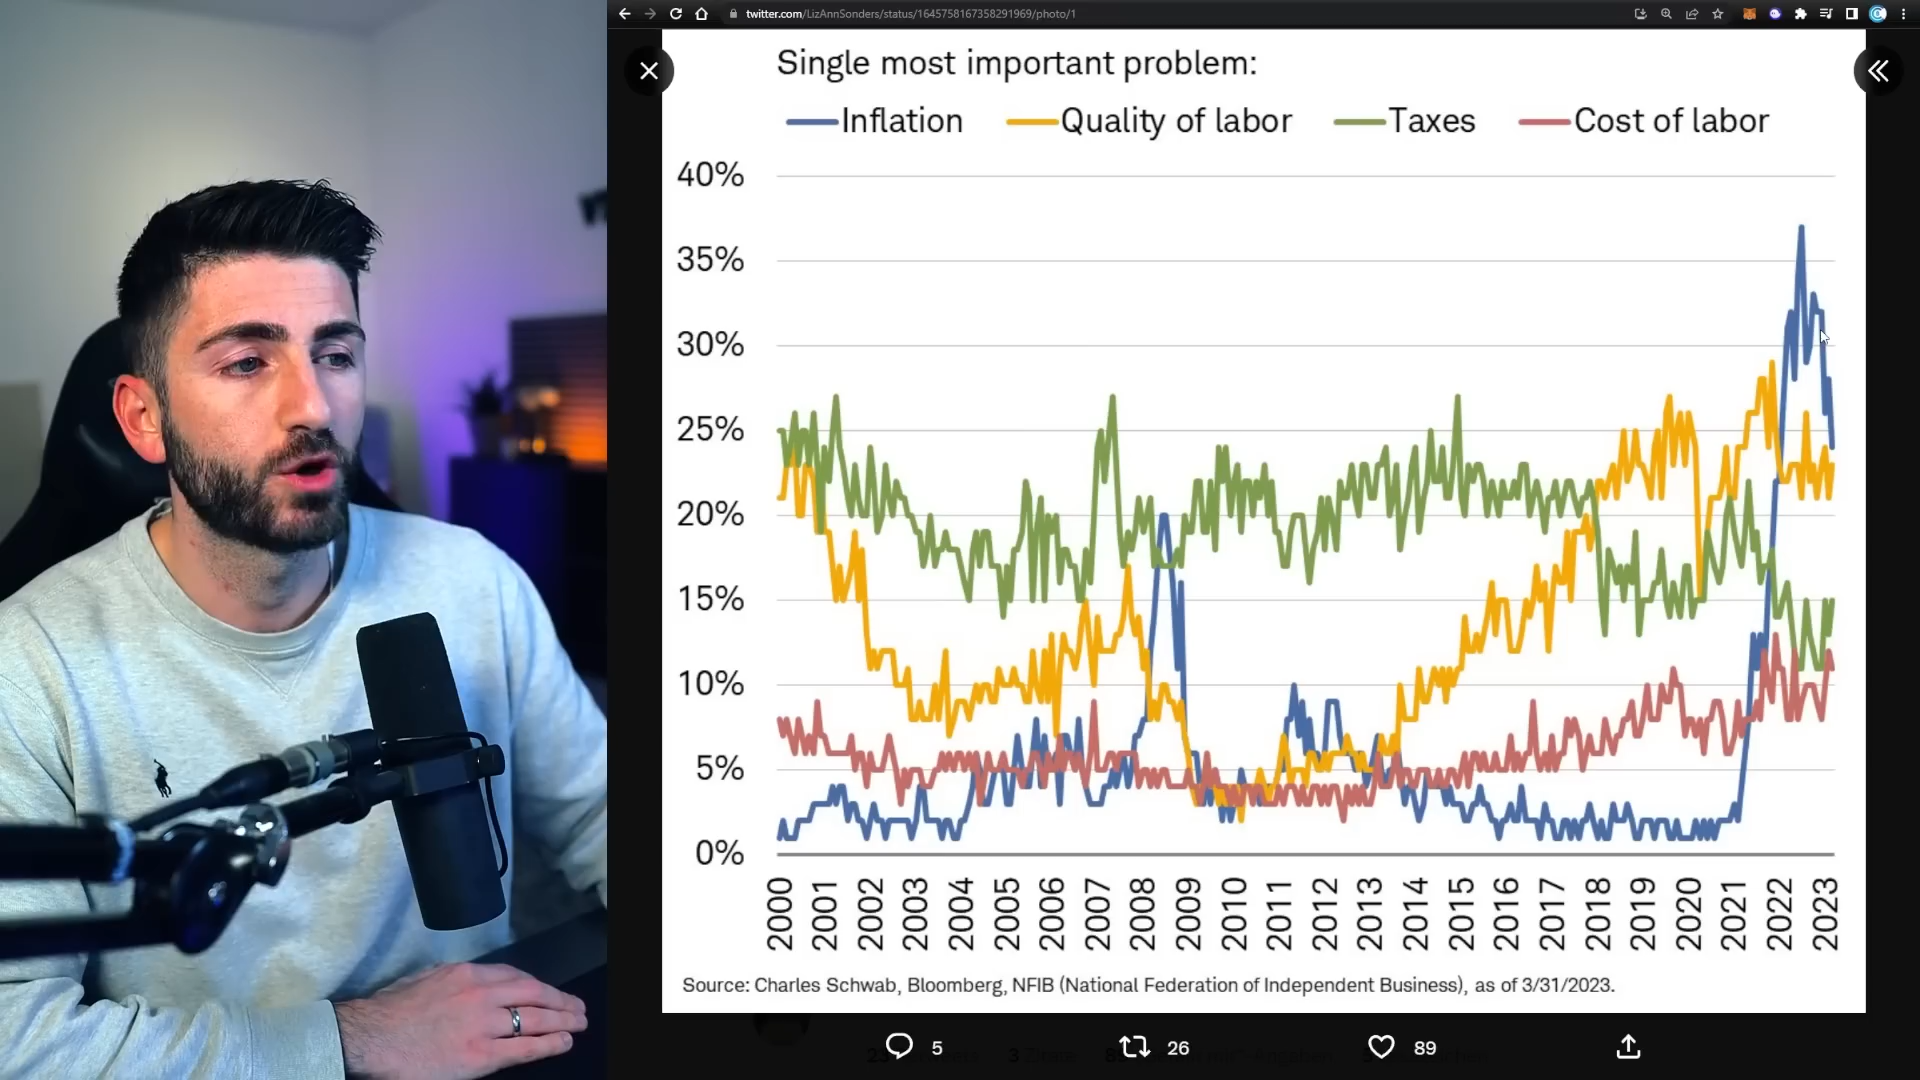 twitter.com/LizAnnSonders/status/1645758167358291969/photo/1
Single most important problem:
Inflation Quality of labor Taxes Cost of labor
40%
35%
30%
25%
20%
15%
10%
5%
0%
2000 2001 2002 2003 2004 2005 2006 2007 2008 2009 2010 2011 2012 2013 2014 2015 2016 2017 2018 2019 2020 2021 2022 2023
Source: Charles Schwab, Bloomberg, NFIB (National Federation of Independent Business), as of 3/31/2023.
5 26 89